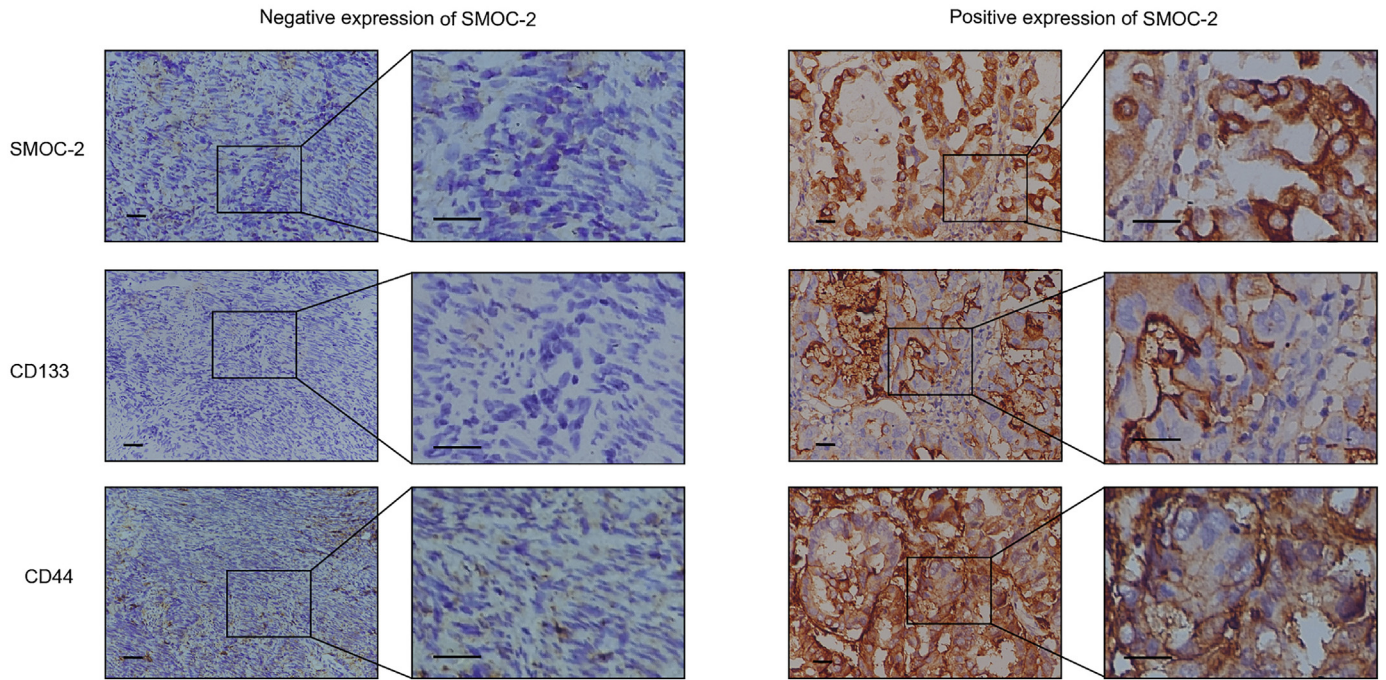 Negative expression of SMOC-2
Positive expression of SMOC-2
SMOC-2
CD133
CD44